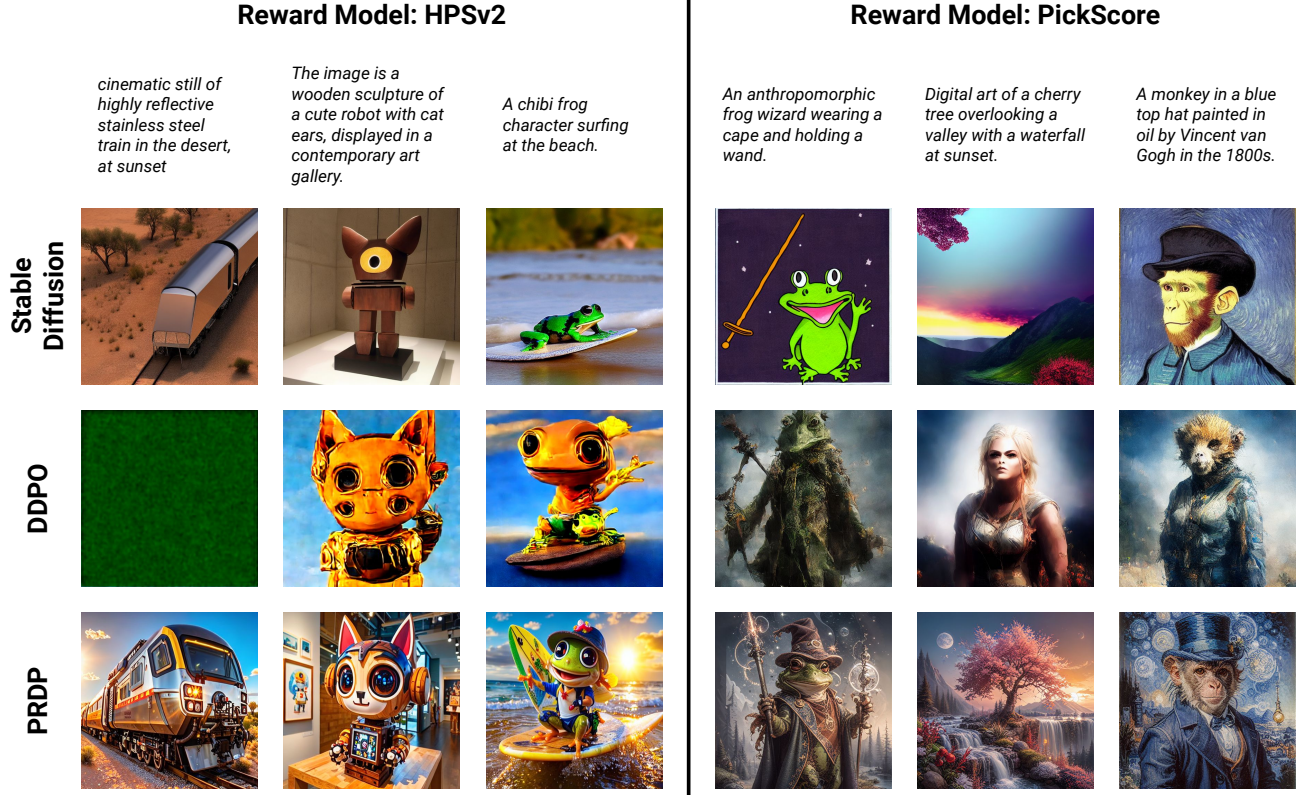 Reward Model: HPSv2
Reward Model: PickScore
cinematic still of
highly reflective
stainless steel
train in the desert,
at sunset
The image is a
wooden sculpture of
a cute robot with cat
ears, displayed in a
contemporary art
gallery.
A chibi frog
character surfing
at the beach.
An anthropomorphic
frog wizard wearing a
cape and holding a
wand.
Digital art of a cherry
tree overlooking a
valley with a waterfall
at sunset.
A monkey in a blue
top hat painted in
oil by Vincent van
Gogh in the 1800s.
Stable
Diffusion
DDPO
PRDP